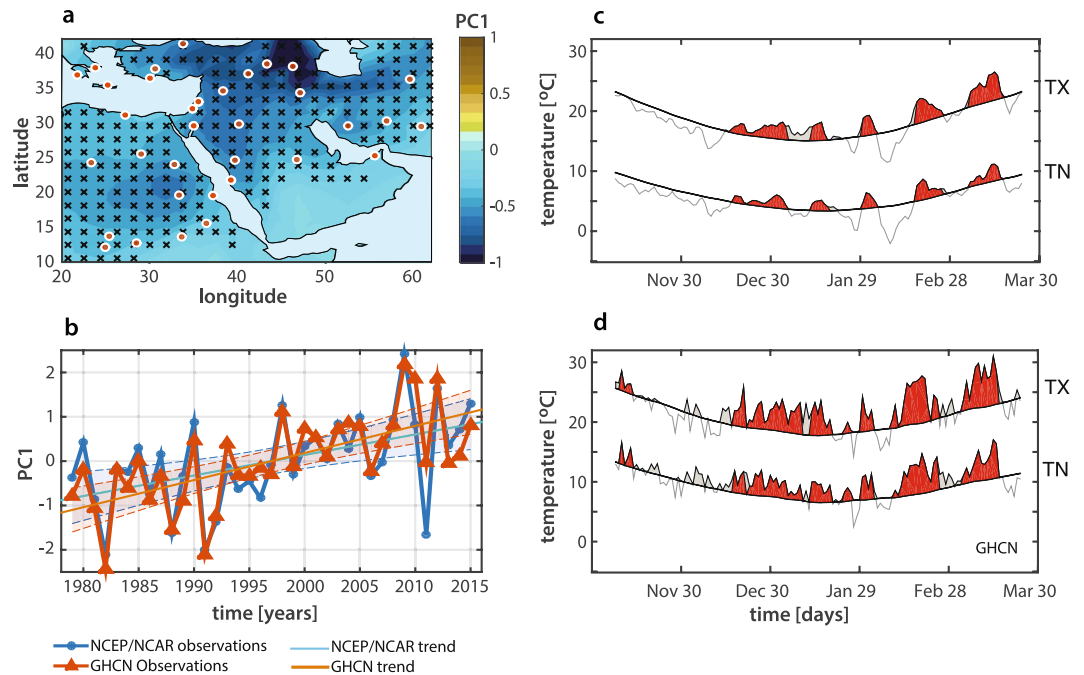 a
PC1
42
40
35
30
25
20
15
10
latitude
20
30
40
50
60
longitude
1
0.5
0
-0.5
-1
b
2
1
0
-1
-2
PC1
1980
1985
1990
1995
2000
2005
2010
2015
time [years]
NCEP/NCAR observations
NCEP/NCAR trend
GHCN Observations
GHCN trend
c
30
20
10
0
temperature [ºC]
TX
TN
Nov 30
Dec 30
Jan 29
Feb 28
Mar 30
d
30
20
10
0
temperature [ºC]
TX
TN
GHCN
Nov 30
Dec 30
Jan 29
Feb 28
Mar 30
time [days]